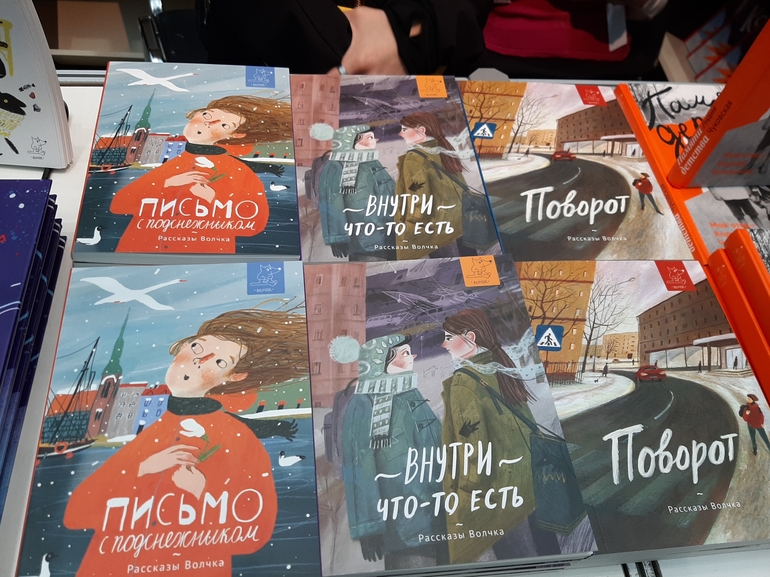 ПИСЬМО
с подснежником
Рассказы Волчка
~ВНУТРИ~
ЧТО-ТО ЕСТЬ
Рассказы Волчка
Поворот
Рассказы Волчка
ПИСЬМО
с подснежником
Рассказы Волчка
~ВНУТРИ~
ЧТО-ТО ЕСТЬ
Рассказы Волчка
Поворот
Рассказы Волчка